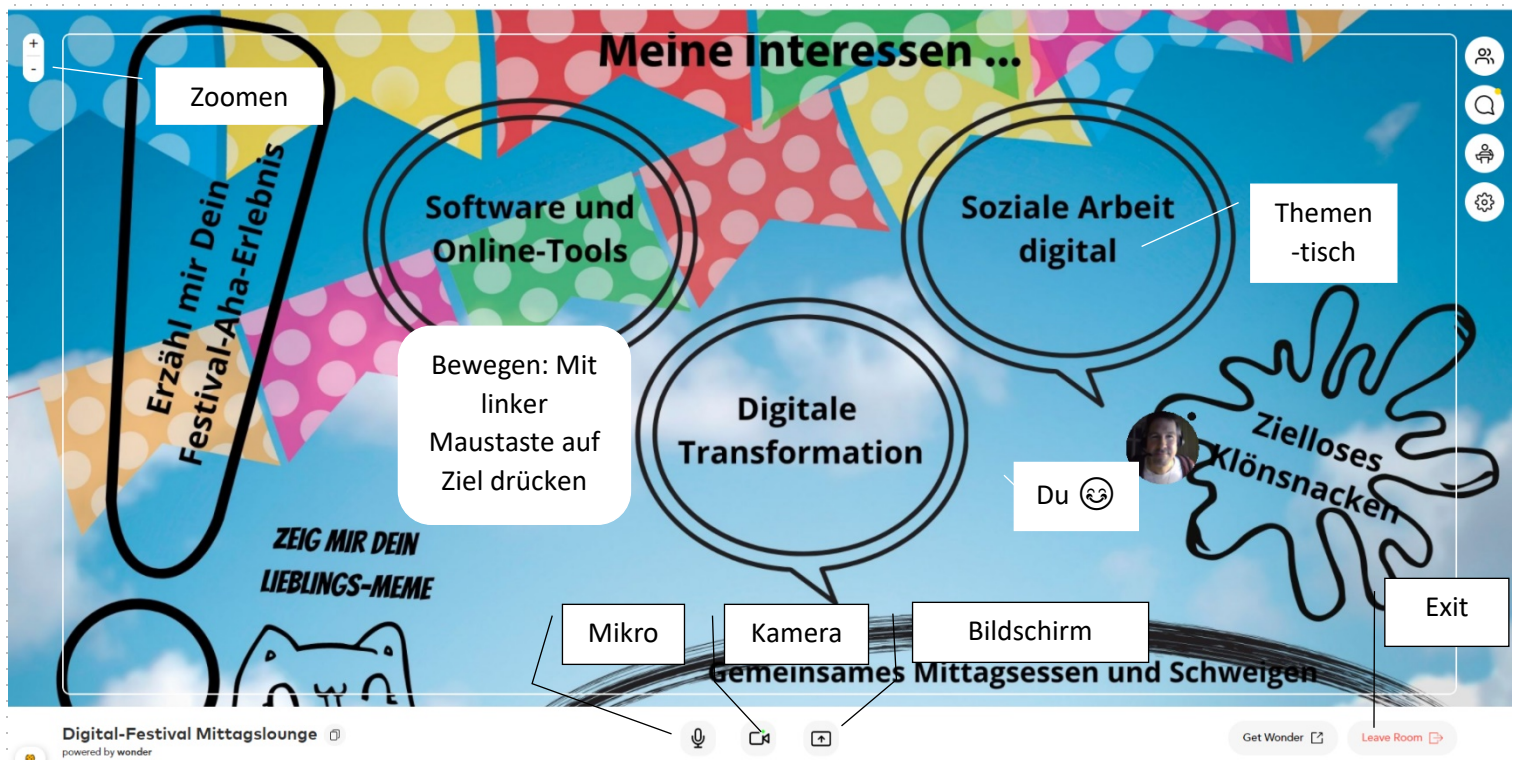 Meine Interessen ...
+
-
Zoomen
Erzähl mir Dein
Festival-Aha-Erlebnis
Software und
Online-Tools
Soziale Arbeit
digital
Themen
-tisch
Bewegen: Mit
linker
Maustaste auf
Ziel drücken
Digitale
Transformation
Du
Zielloses
Klönsnacken
ZEIG MIR DEIN
LIEBLINGS-MEME
Mikro
Kamera
Bildschirm
Exit
Gemeinsames Mittagsessen und Schweigen
Digital-Festival Mittagslounge
powered by wonder
Get Wonder
Leave Room